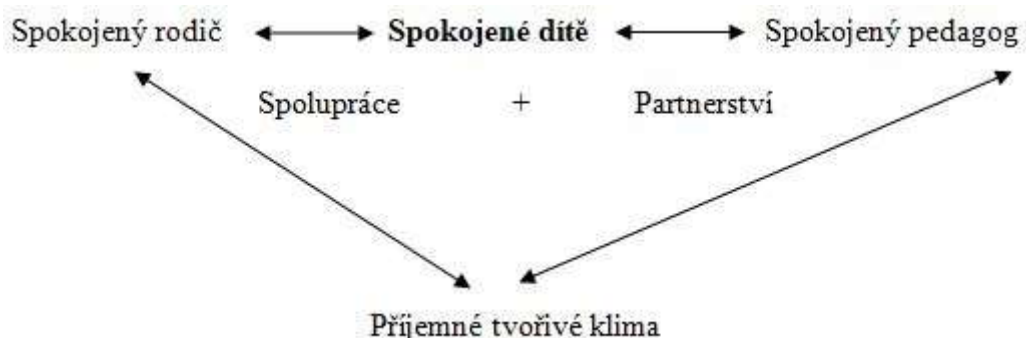 Spokojený rodič Spokojené dítě Spokojený pedagog
Spolupráce + Partnerství
Příjemné tvořivé klima